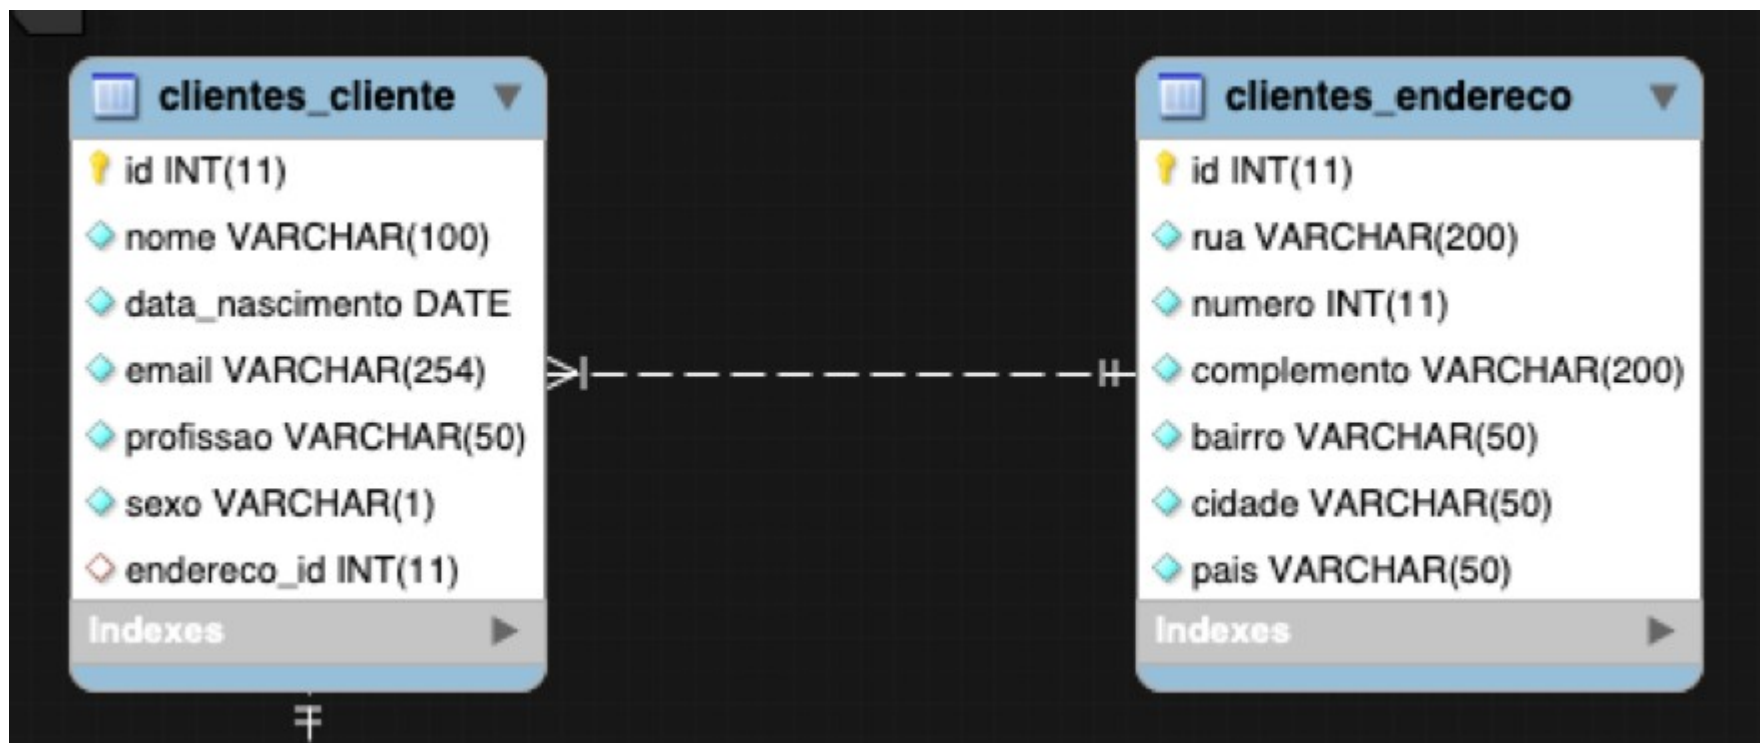 clientes_cliente
id INT(11)
nome VARCHAR(100)
data_nascimento DATE
email VARCHAR(254)
profissao VARCHAR(50)
sexo VARCHAR(1)
endereco_id INT(11)
Indexes
clientes_endereco
id INT(11)
rua VARCHAR(200)
numero INT(11)
complemento VARCHAR(200)
bairro VARCHAR(50)
cidade VARCHAR(50)
pais VARCHAR(50)
Indexes